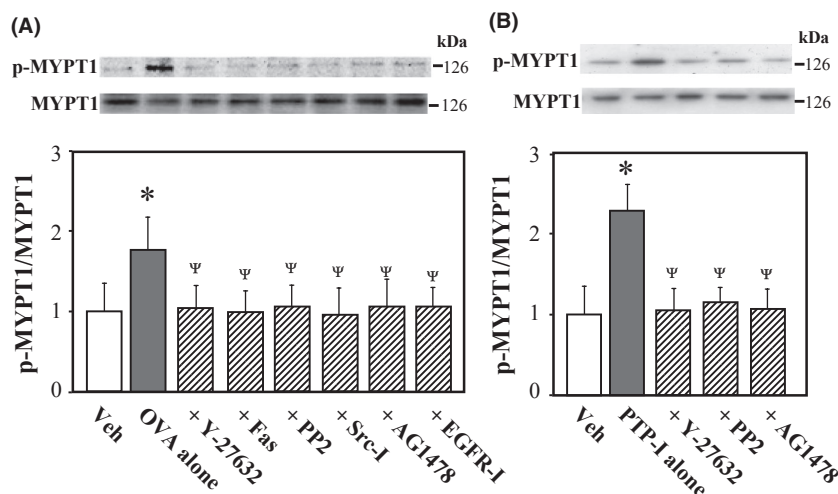 (A)
kDa
p-MYPT1
126
MYPT1
126
p-MYPT1/MYPT1
3
2
1
0
*
Ψ Ψ Ψ Ψ Ψ Ψ
Veh
OVA alone
+ Y-27632
+ Fas
+ PP2
+ Src-I
+ AG1478
+ EGFR-I
(B)
kDa
p-MYPT1
126
MYPT1
126
p-MYPT1/MYPT1
3
2
1
0
*
Ψ Ψ Ψ
Veh
PTP-I alone
+ Y-27632
+ PP2
+ AG1478